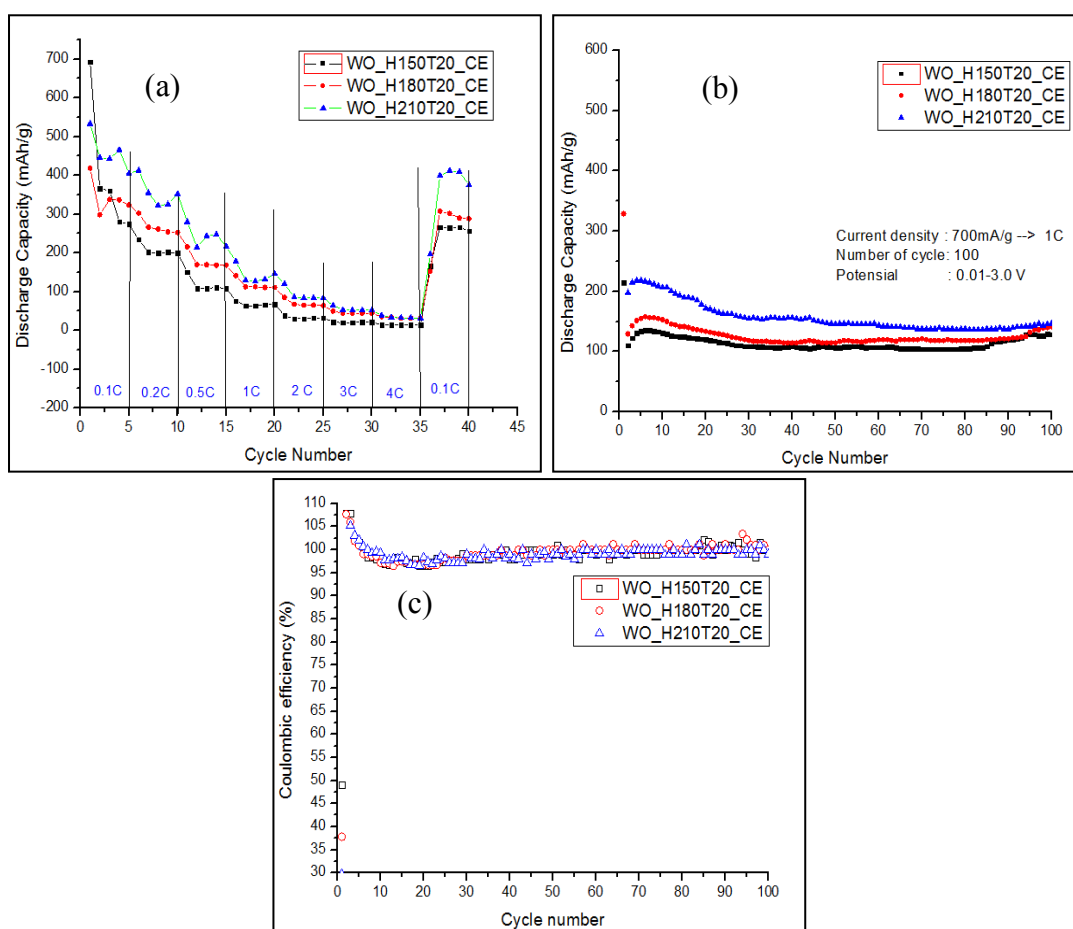 (a)
WO_H150T20_CE
WO_H180T20_CE
WO_H210T20_CE
Discharge Capacity (mAh/g)
700
600
500
400
300
200
100
0
-100
-200
0.1C 0.2C 0.5C 1C 2 C 3C 4C 0.1C
0 5 10 15 20 25 30 35 40 45
Cycle Number
(b)
WO_H150T20_CE
WO_H180T20_CE
WO_H210T20_CE
Discharge Capacity (mAh/g)
600
500
400
300
200
100
0
Current density : 700mA/g --> 1C
Number of cycle: 100
Potensial : 0.01-3.0 V
0 10 20 30 40 50 60 70 80 90 100
Cycle Number
(c)
WO_H150T20_CE
WO_H180T20_CE
WO_H210T20_CE
Coulombic efficiency (%)
110
105
100
95
90
85
80
75
70
65
60
55
50
45
40
35
30
0 10 20 30 40 50 60 70 80 90 100
Cycle number